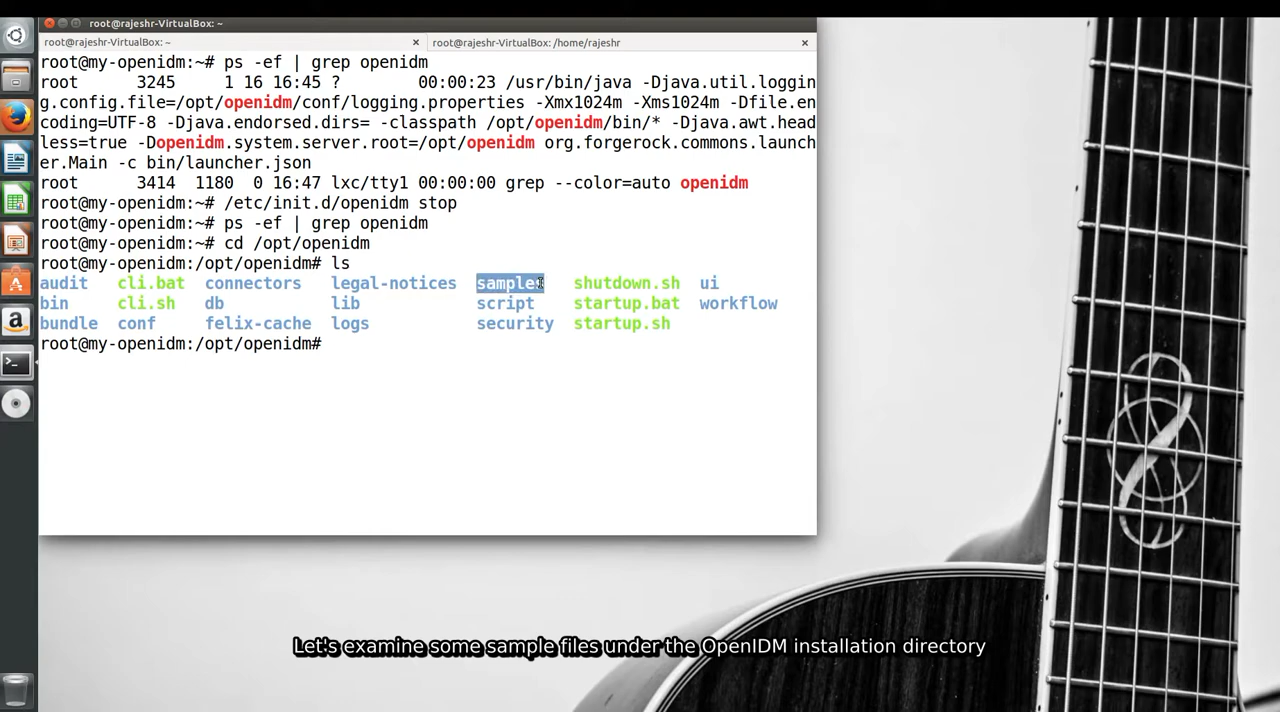 root@rajeshr-VirtualBox: ~
root@rajeshr-VirtualBox: ~ × root@rajeshr-VirtualBox: /home/rajeshr ×
root@my-openidm:~# ps -ef | grep openidm
root 3245 1 16 16:45 ? 00:00:23 /usr/bin/java -Djava.util.loggin
g.config.file=/opt/openidm/conf/logging.properties -Xmx1024m -Xms1024m -Dfile.en
coding=UTF-8 -Djava.endorsed.dirs= -classpath /opt/openidm/bin/* -Djava.awt.head
less=true -Dopenidm.system.server.root=/opt/openidm org.forgerock.commons.launch
er.Main -c bin/launcher.json
root 3414 1180 0 16:47 lxc/tty1 00:00:00 grep --color=auto openidm
root@my-openidm:~# /etc/init.d/openidm stop
root@my-openidm:~# ps -ef | grep openidm
root@my-openidm:~# cd /opt/openidm
root@my-openidm:/opt/openidm# ls
audit cli.bat connectors legal-notices samples shutdown.sh ui
bin cli.sh db lib script startup.bat workflow
bundle conf felix-cache logs security startup.sh
root@my-openidm:/opt/openidm#
Let's examine some sample files under the OpenIDM installation directory